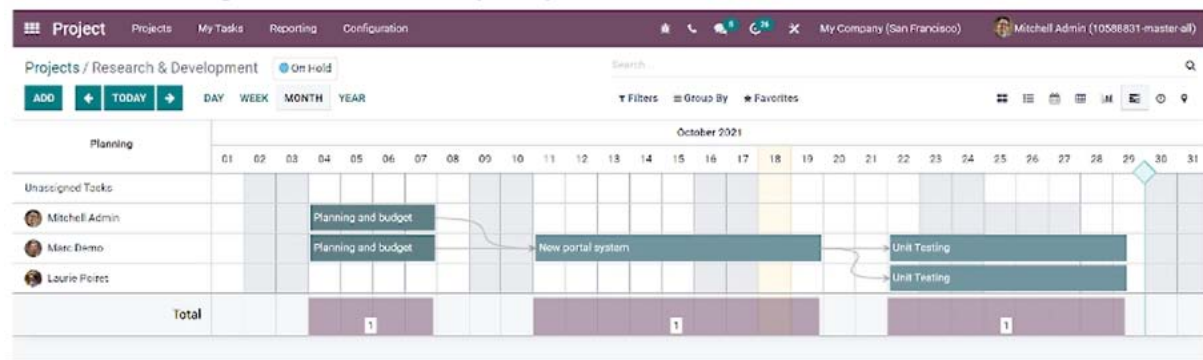 Project Projects My Tasks Reporting Configuration 5 26 My Company (San Francisco) Mitchell Admin (10588831-master-all)
Projects / Research & Development On Hold Search...
ADD TODAY DAY WEEK MONTH YEAR Filters Group By Favorites
Planning October 2021
01 02 03 04 05 06 07 08 09 10 11 12 13 14 15 16 17 18 19 20 21 22 23 24 25 26 27 28 29 30 31
Unassigned Tasks
Mitchell Admin Planning and budget
Marc Demo Planning and budget New portal system Unit Testing
Laurie Poiret Unit Testing
Total 1 1 1